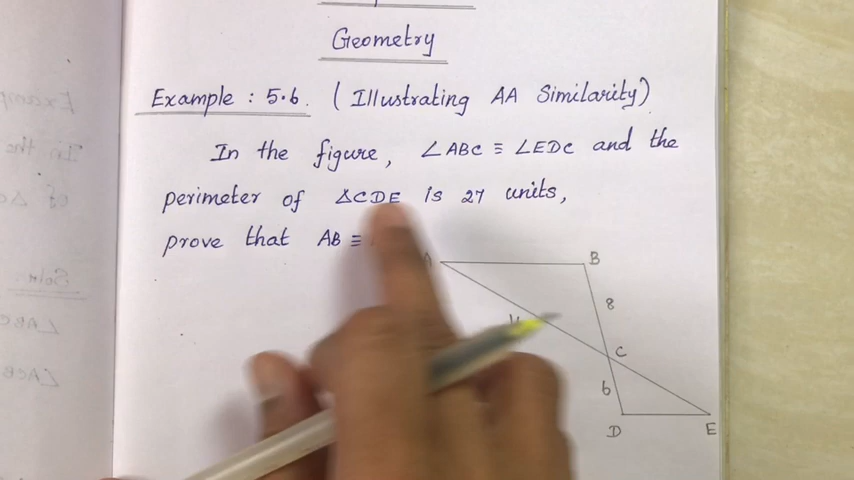 Geometry
Example : 5.6. ( Illustrating AA Similarity)
In the figure, ∠ABC ≡ ∠EDC and the
perimeter of ΔCDE is 27 units,
prove that AB ≡
A
B
8
C
6
D
E